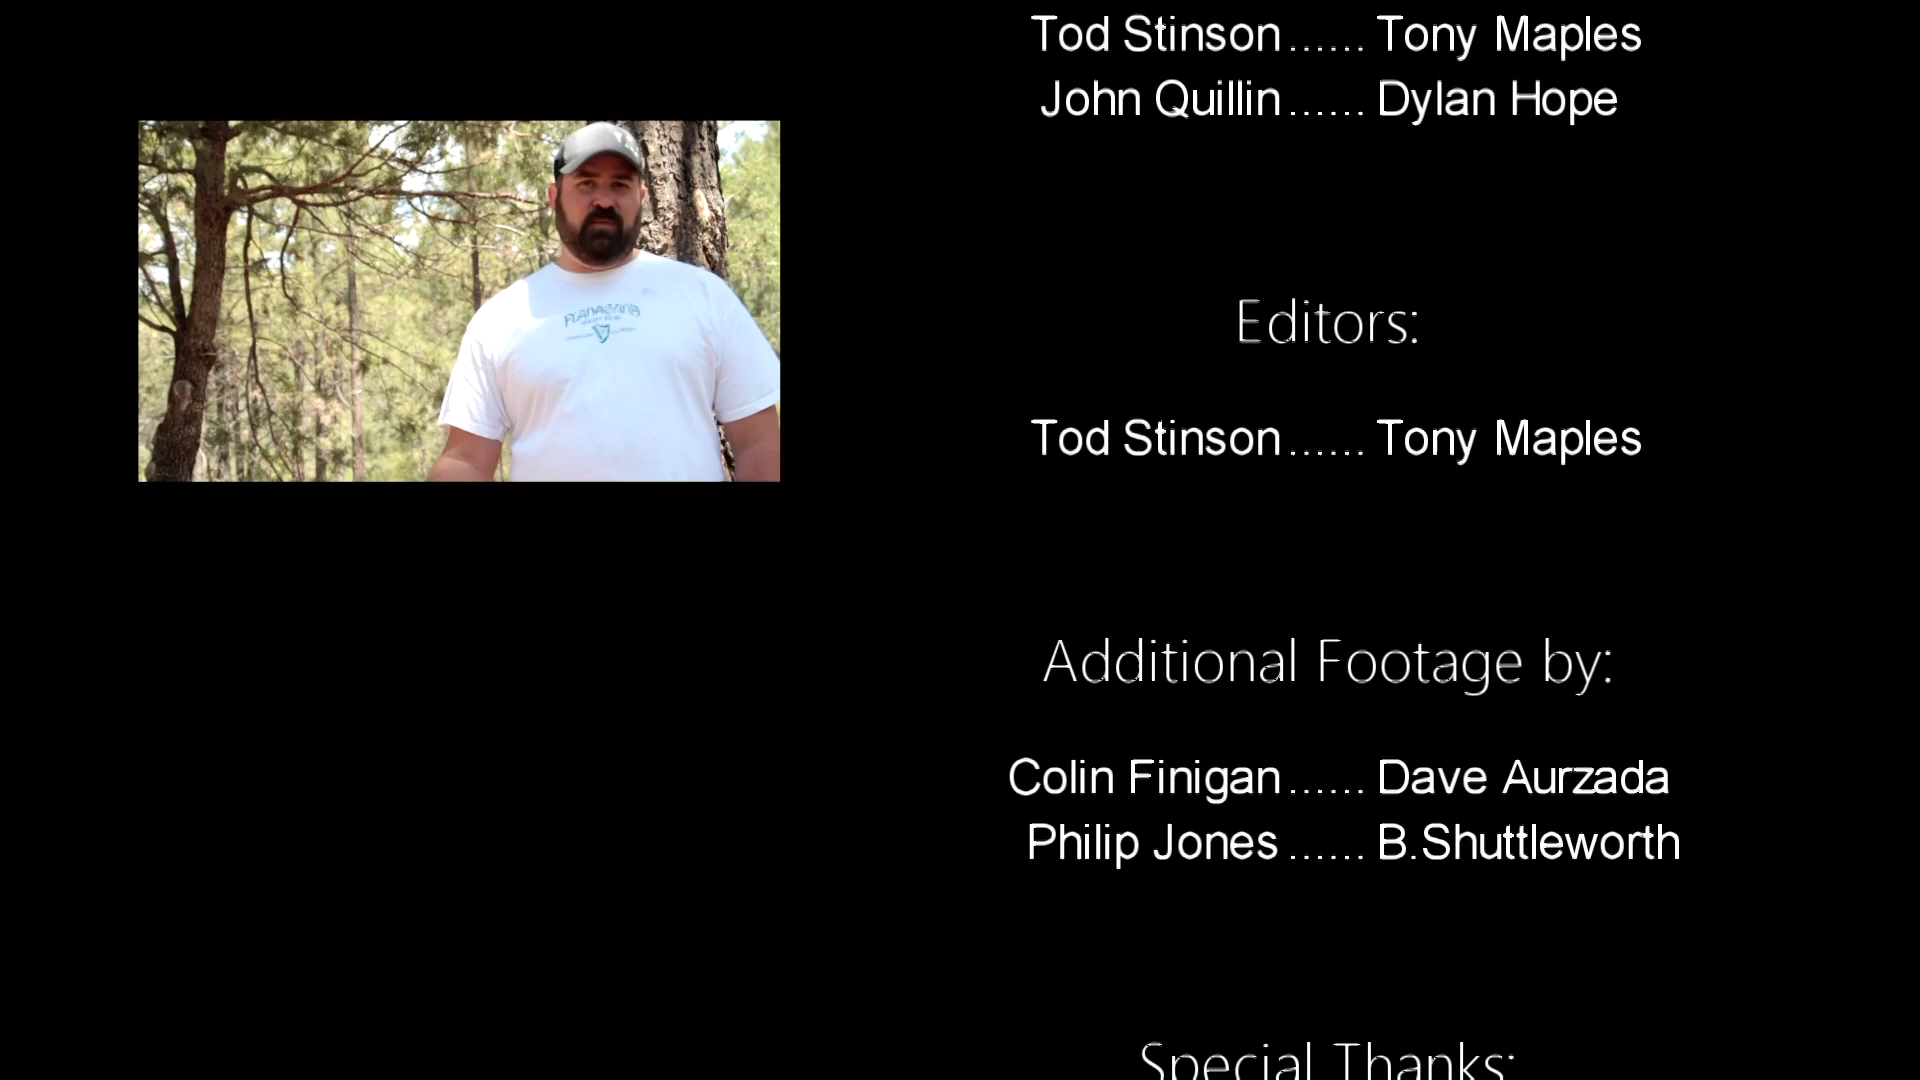 Tod Stinson...... Tony Maples
John Quillin...... Dylan Hope
Editors:
Tod Stinson...... Tony Maples
Additional Footage by:
Colin Finigan...... Dave Aurzada
Philip Jones...... B.Shuttleworth
Special Thanks: